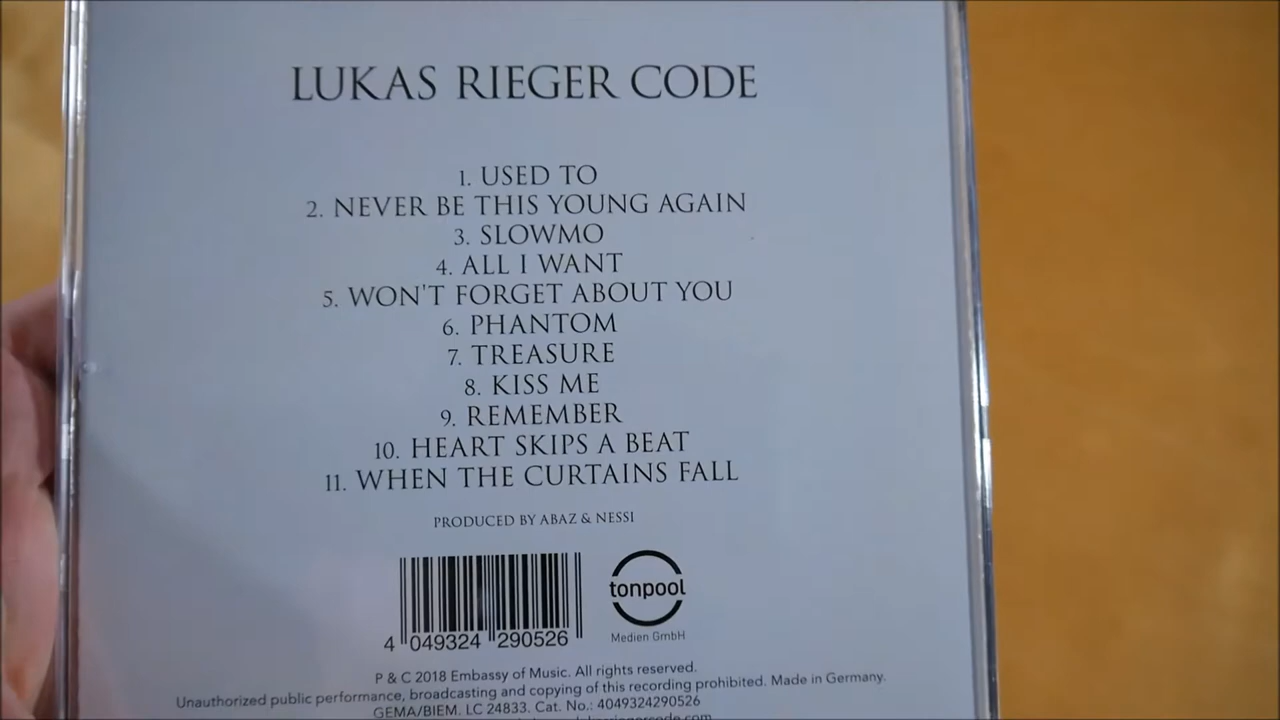 LUKAS RIEGER CODE
1. USED TO
2. NEVER BE THIS YOUNG AGAIN
3. SLOWMO
4. ALL I WANT
5. WON'T FORGET ABOUT YOU
6. PHANTOM
7. TREASURE
8. KISS ME
9. REMEMBER
10. HEART SKIPS A BEAT
11. WHEN THE CURTAINS FALL
PRODUCED BY ABAZ & NESSI
tonpool
Medien GmbH
4 049324 290526
P & C 2018 Embassy of Music. All rights reserved.
Unauthorized public performance, broadcasting and copying of this recording prohibited. Made in Germany.
GEMA/BIEM. LC 24833. Cat. No.: 4049324290526